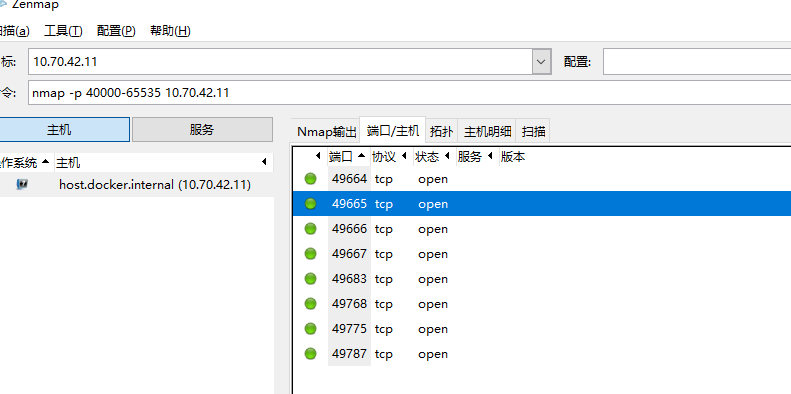 Zenmap
扫描(a) 工具(T) 配置(P) 帮助(H)
标: 10.70.42.11 配置:
令: nmap -p 40000-65535 10.70.42.11
主机 服务 Nmap输出 端口/主机 拓扑 主机明细 扫描
操作系统 主机 端口 协议 状态 服务 版本
host.docker.internal (10.70.42.11)
49664 tcp open
49665 tcp open
49666 tcp open
49667 tcp open
49683 tcp open
49768 tcp open
49775 tcp open
49787 tcp open